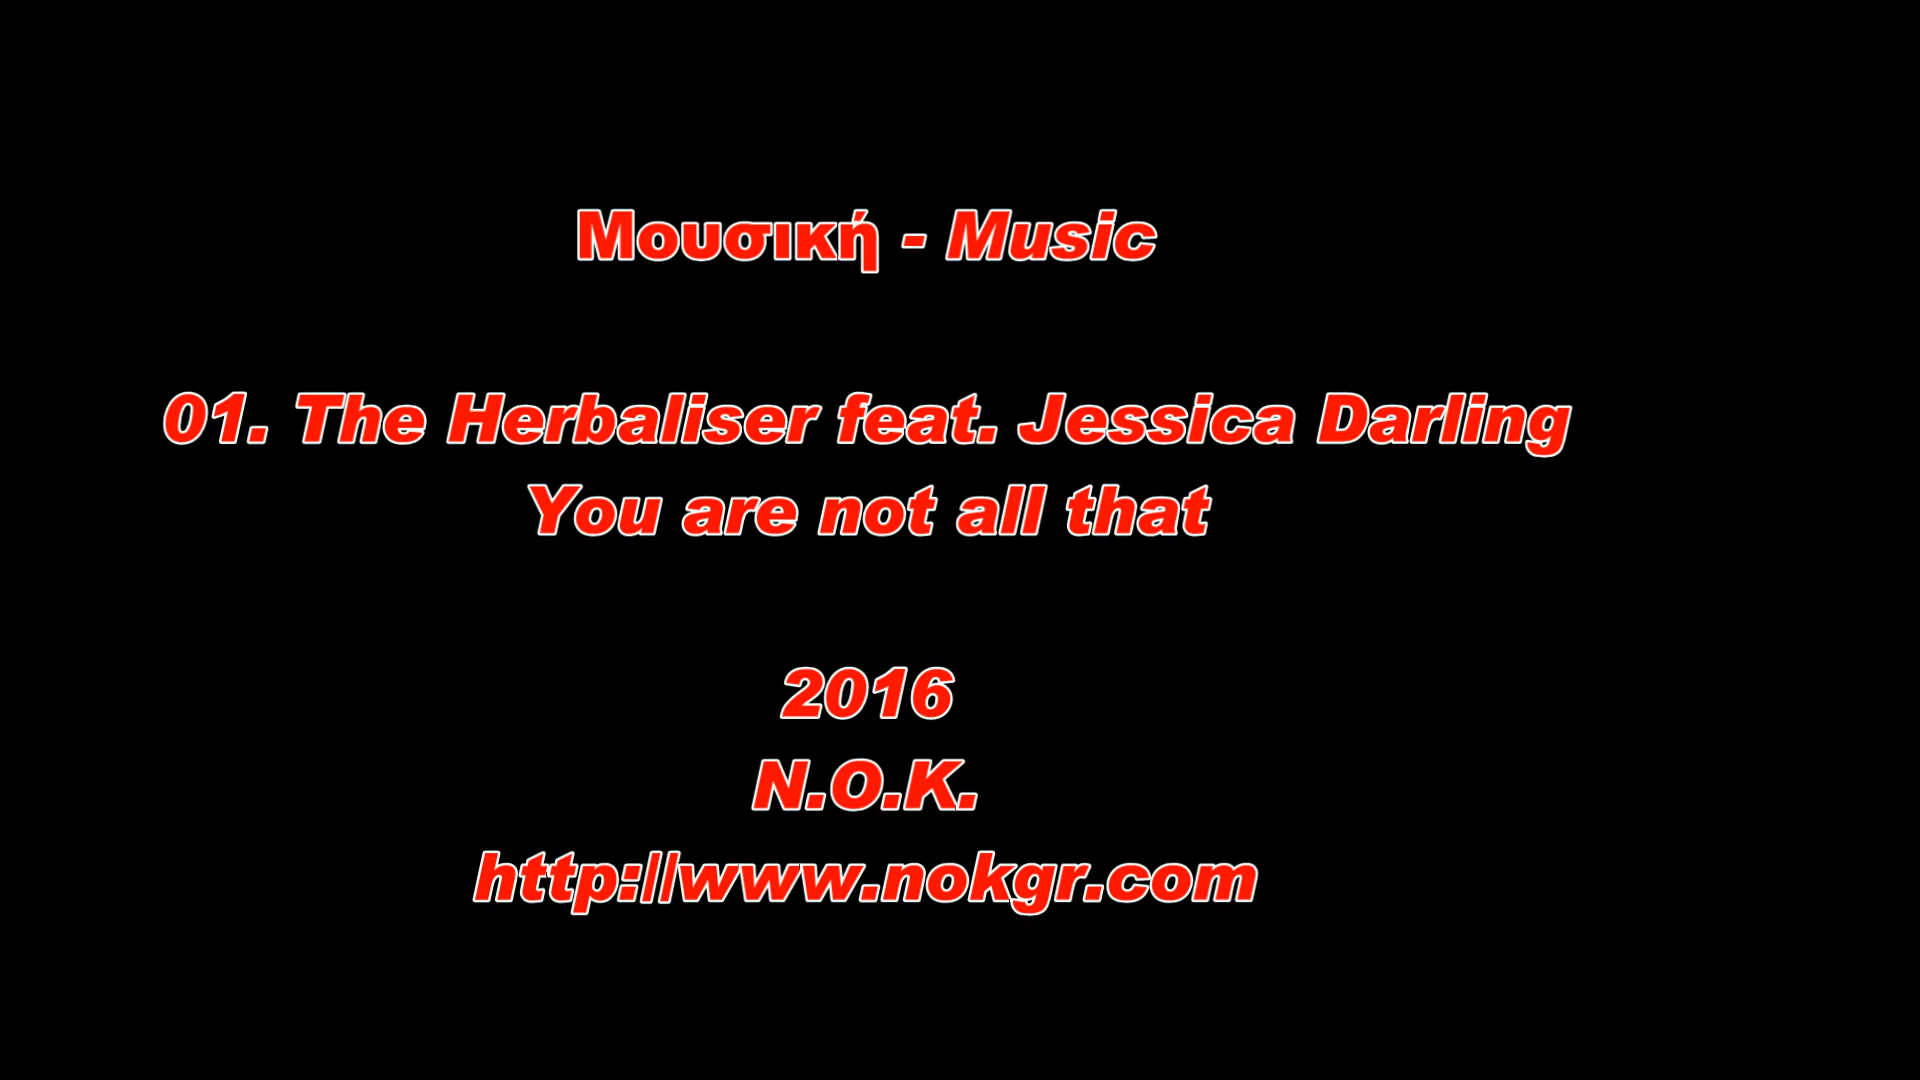 Μουσική - Music
01. The Herbaliser feat. Jessica Darling
You are not all that
2016
N.O.K.
http://www.nokgr.com